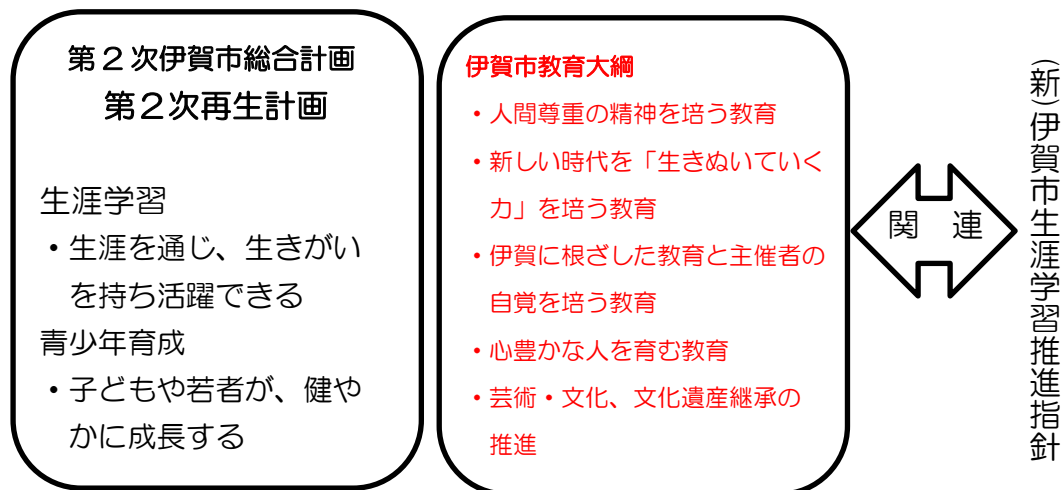 第２次伊賀市総合計画
第２次再生計画
生涯学習
・生涯を通じ、生きがい
を持ち活躍できる
青少年育成
・子どもや若者が、健や
かに成長する
伊賀市教育大綱
・人間尊重の精神を培う教育
・新しい時代を「生きぬいていく
力」を培う教育
・伊賀に根ざした教育と主催者の
自覚を培う教育
・心豊かな人を育む教育
・芸術・文化、文化遺産継承の
推進
関　連
（新）伊賀市生涯学習推進指針